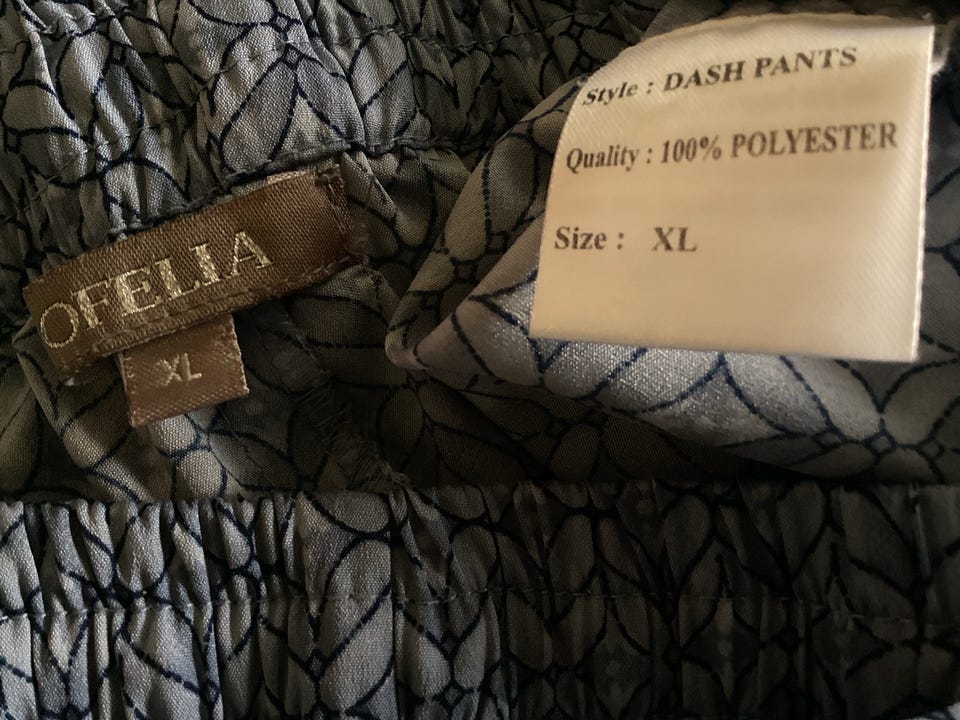 OFELIA
XL
Style : DASH PANTS
Quality : 100% POLYESTER
Size : XL